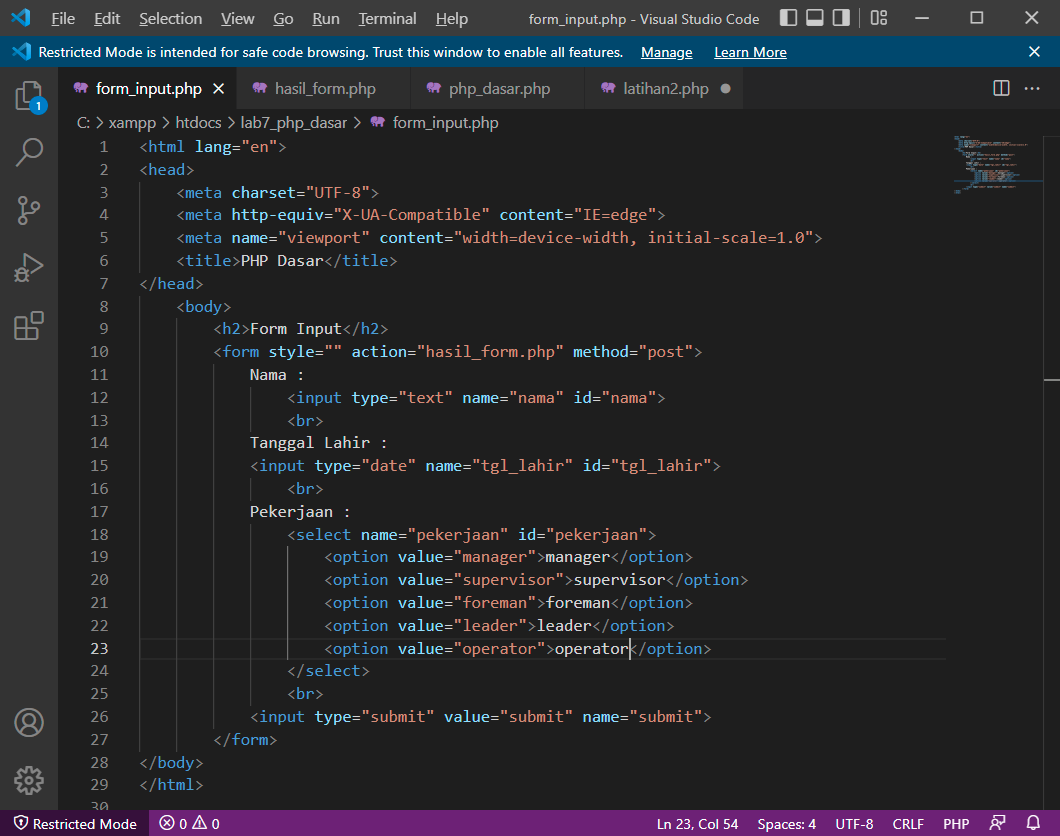 File Edit Selection View Go Run Terminal Help form_input.php - Visual Studio Code
Restricted Mode is intended for safe code browsing. Trust this window to enable all features. Manage Learn More
form_input.php hasil_form.php php_dasar.php latihan2.php
1
C: > xampp > htdocs > lab7_php_dasar > form_input.php
1 <html lang="en">
2 <head>
3 <meta charset="UTF-8">
4 <meta http-equiv="X-UA-Compatible" content="IE=edge">
5 <meta name="viewport" content="width=device-width, initial-scale=1.0">
6 <title>PHP Dasar</title>
7 </head>
8 <body>
9 <h2>Form Input</h2>
10 <form style="" action="hasil_form.php" method="post">
11 Nama :
12 <input type="text" name="nama" id="nama">
13 <br>
14 Tanggal Lahir :
15 <input type="date" name="tgl_lahir" id="tgl_lahir">
16 <br>
17 Pekerjaan :
18 <select name="pekerjaan" id="pekerjaan">
19 <option value="manager">manager</option>
20 <option value="supervisor">supervisor</option>
21 <option value="foreman">foreman</option>
22 <option value="leader">leader</option>
23 <option value="operator">operator</option>
24 </select>
25 <br>
26 <input type="submit" value="submit" name="submit">
27 </form>
28 </body>
29 </html>
30
Restricted Mode 0 0 Ln 23, Col 54 Spaces: 4 UTF-8 CRLF PHP